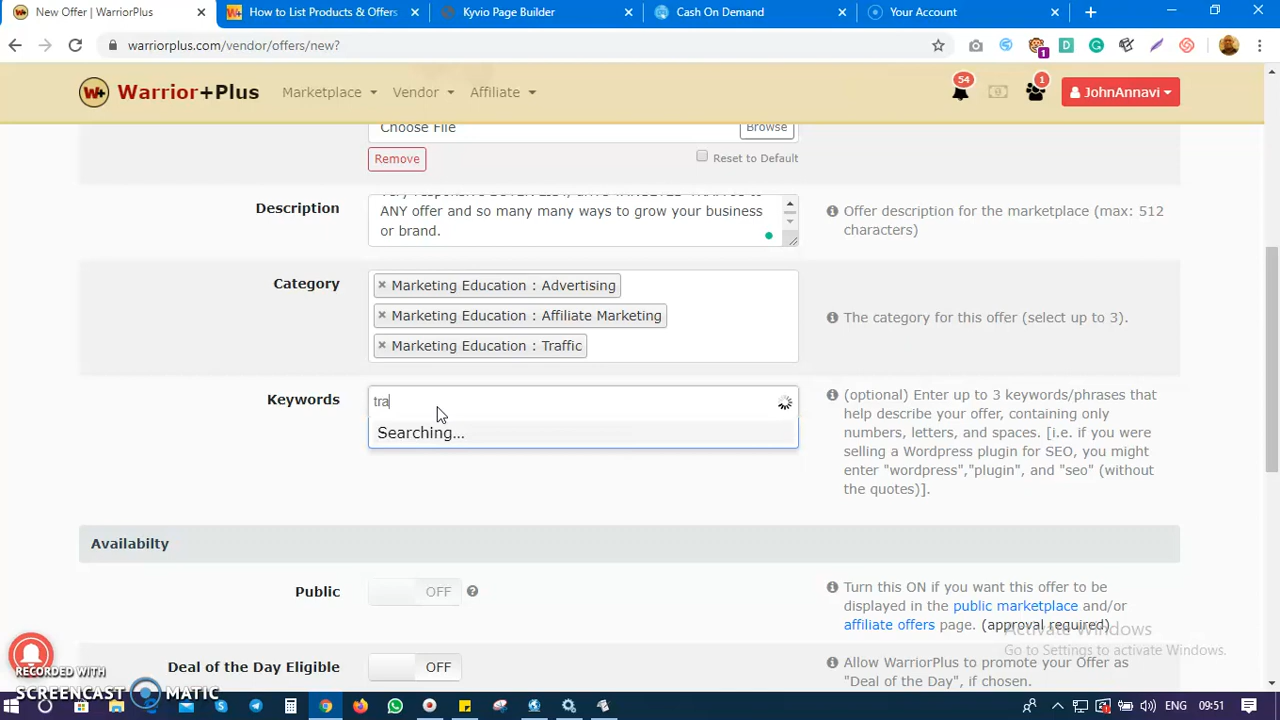 New Offer | WarriorPlus
How to List Products & Offers
Kyvio Page Builder
Cash On Demand
Your Account
warriorplus.com/vendor/offers/new?
1
W+ Warrior+Plus
Marketplace
Vendor
Affiliate
54
1
JohnAnnavi
Choose File
Browse
Remove
Reset to Default
Description
ANY offer and so many many ways to grow your business
or brand.
Offer description for the marketplace (max: 512
characters)
Category
× Marketing Education : Advertising
× Marketing Education : Affiliate Marketing
× Marketing Education : Traffic
The category for this offer (select up to 3).
Keywords
tra
Searching...
(optional) Enter up to 3 keywords/phrases that
help describe your offer, containing only
numbers, letters, and spaces. [i.e. if you were
selling a Wordpress plugin for SEO, you might
enter "wordpress","plugin", and "seo" (without
the quotes)].
Availabilty
Public
OFF
Turn this ON if you want this offer to be
displayed in the public marketplace and/or
affiliate offers page. (approval required)
Activate Windows
Go to Settings to activate Windows.
Deal of the Day Eligible
OFF
Allow WarriorPlus to promote your Offer as
"Deal of the Day", if chosen.
RECORDED WITH
SCREENCAST MATIC
ENG
09:51